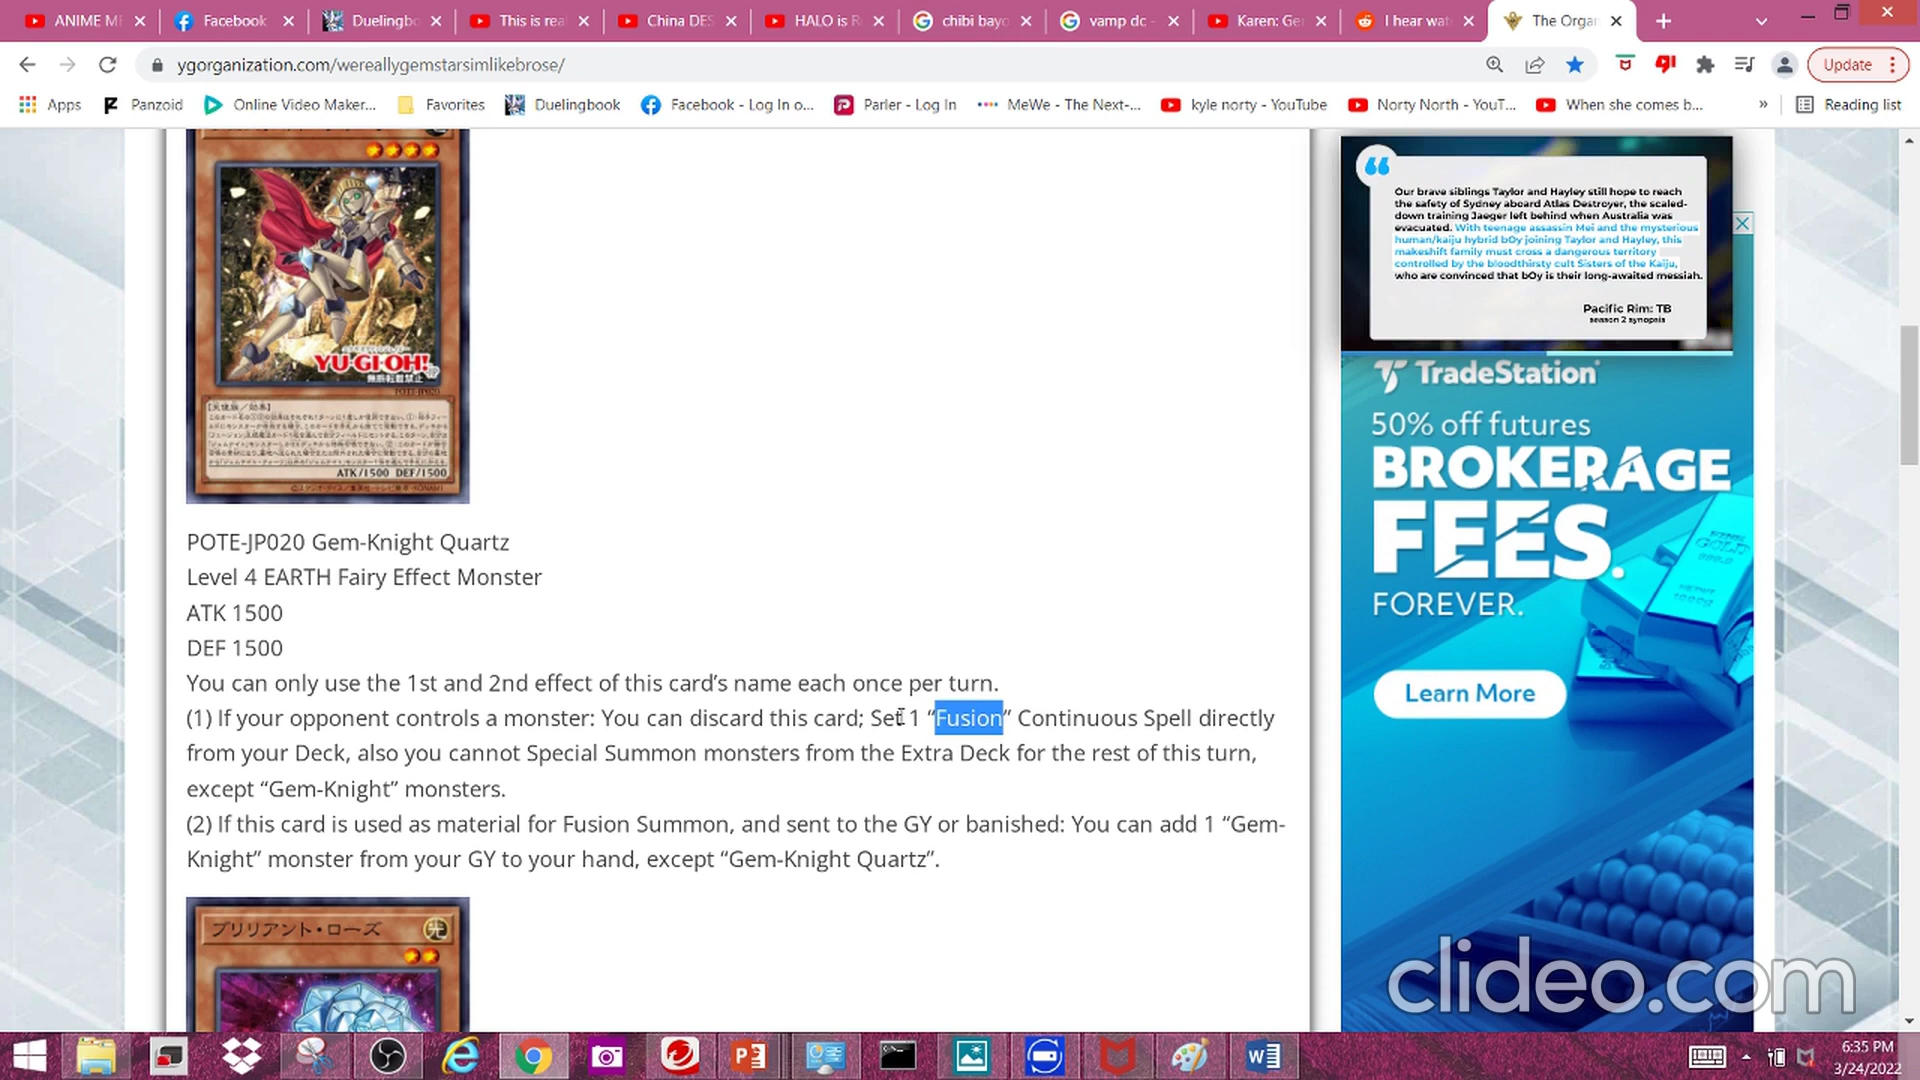 ANIME M
Facebook
Duelingb
This is rea
China DES
HALO is R
chibi bayo
vamp dc -
Karen: Ge
I hear wat
The Organ
ygorganization.com/wereallygemstarsimlikebrose/
Update
Apps
Panzoid
Online Video Maker...
Favorites
Duelingbook
Facebook - Log In o...
Parler - Log In
MeWe - The Next-...
kyle norty - YouTube
Norty North - YouT...
When she comes b...
»
Reading list
YU-GI-OH!
POTE-JP020
ATK/1500 DEF/1500
POTE-JP020 Gem-Knight Quartz
Level 4 EARTH Fairy Effect Monster
ATK 1500
DEF 1500
You can only use the 1st and 2nd effect of this card’s name each once per turn.
(1) If your opponent controls a monster: You can discard this card; Set 1 “Fusion” Continuous Spell directly
from your Deck, also you cannot Special Summon monsters from the Extra Deck for the rest of this turn,
except “Gem-Knight” monsters.
(2) If this card is used as material for Fusion Summon, and sent to the GY or banished: You can add 1 “Gem-
Knight” monster from your GY to your hand, except “Gem-Knight Quartz”.
ブリリアント・ローズ
光
Our brave siblings Taylor and Hayley still hope to reach
the safety of Sydney aboard Atlas Destroyer, the scaled-
down training Jaeger left behind when Australia was
evacuated. With teenage assassin Mei and the mysterious
human/kaiju hybrid bOy joining Taylor and Hayley, this
makeshift family must cross a dangerous territory
controlled by the bloodthirsty cult Sisters of the Kaiju,
who are convinced that bOy is their long-awaited messiah.
Pacific Rim: TB
season 2 synopsis
TradeStation
50% off futures
BROKERAGE
FEES.
FOREVER.
Learn More
clideo.com
6:35 PM
3/24/2022